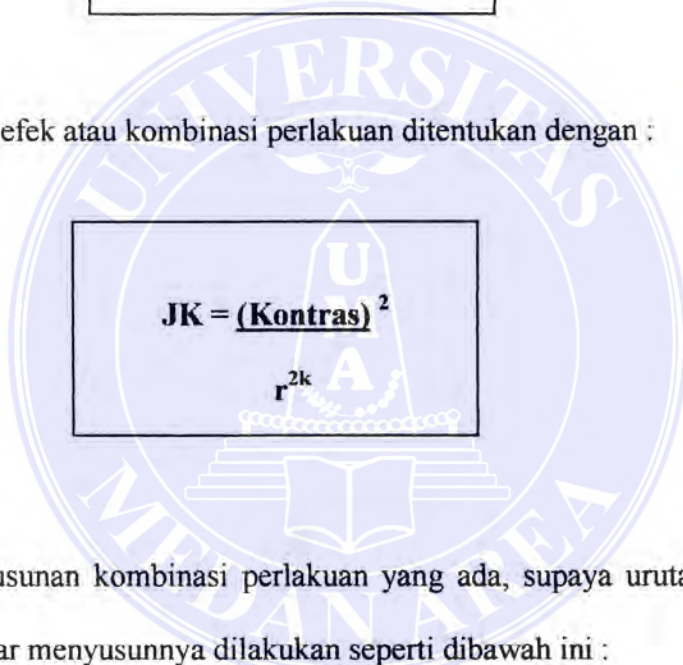 efek atau kombinasi perlakuan ditentukan dengan :
JK = (Kontras) ²
r²ᵏ
usunan kombinasi perlakuan yang ada, supaya uruta
ar menyusunnya dilakukan seperti dibawah ini :
UNIVERSITAS
UMA
MEDAN AREA